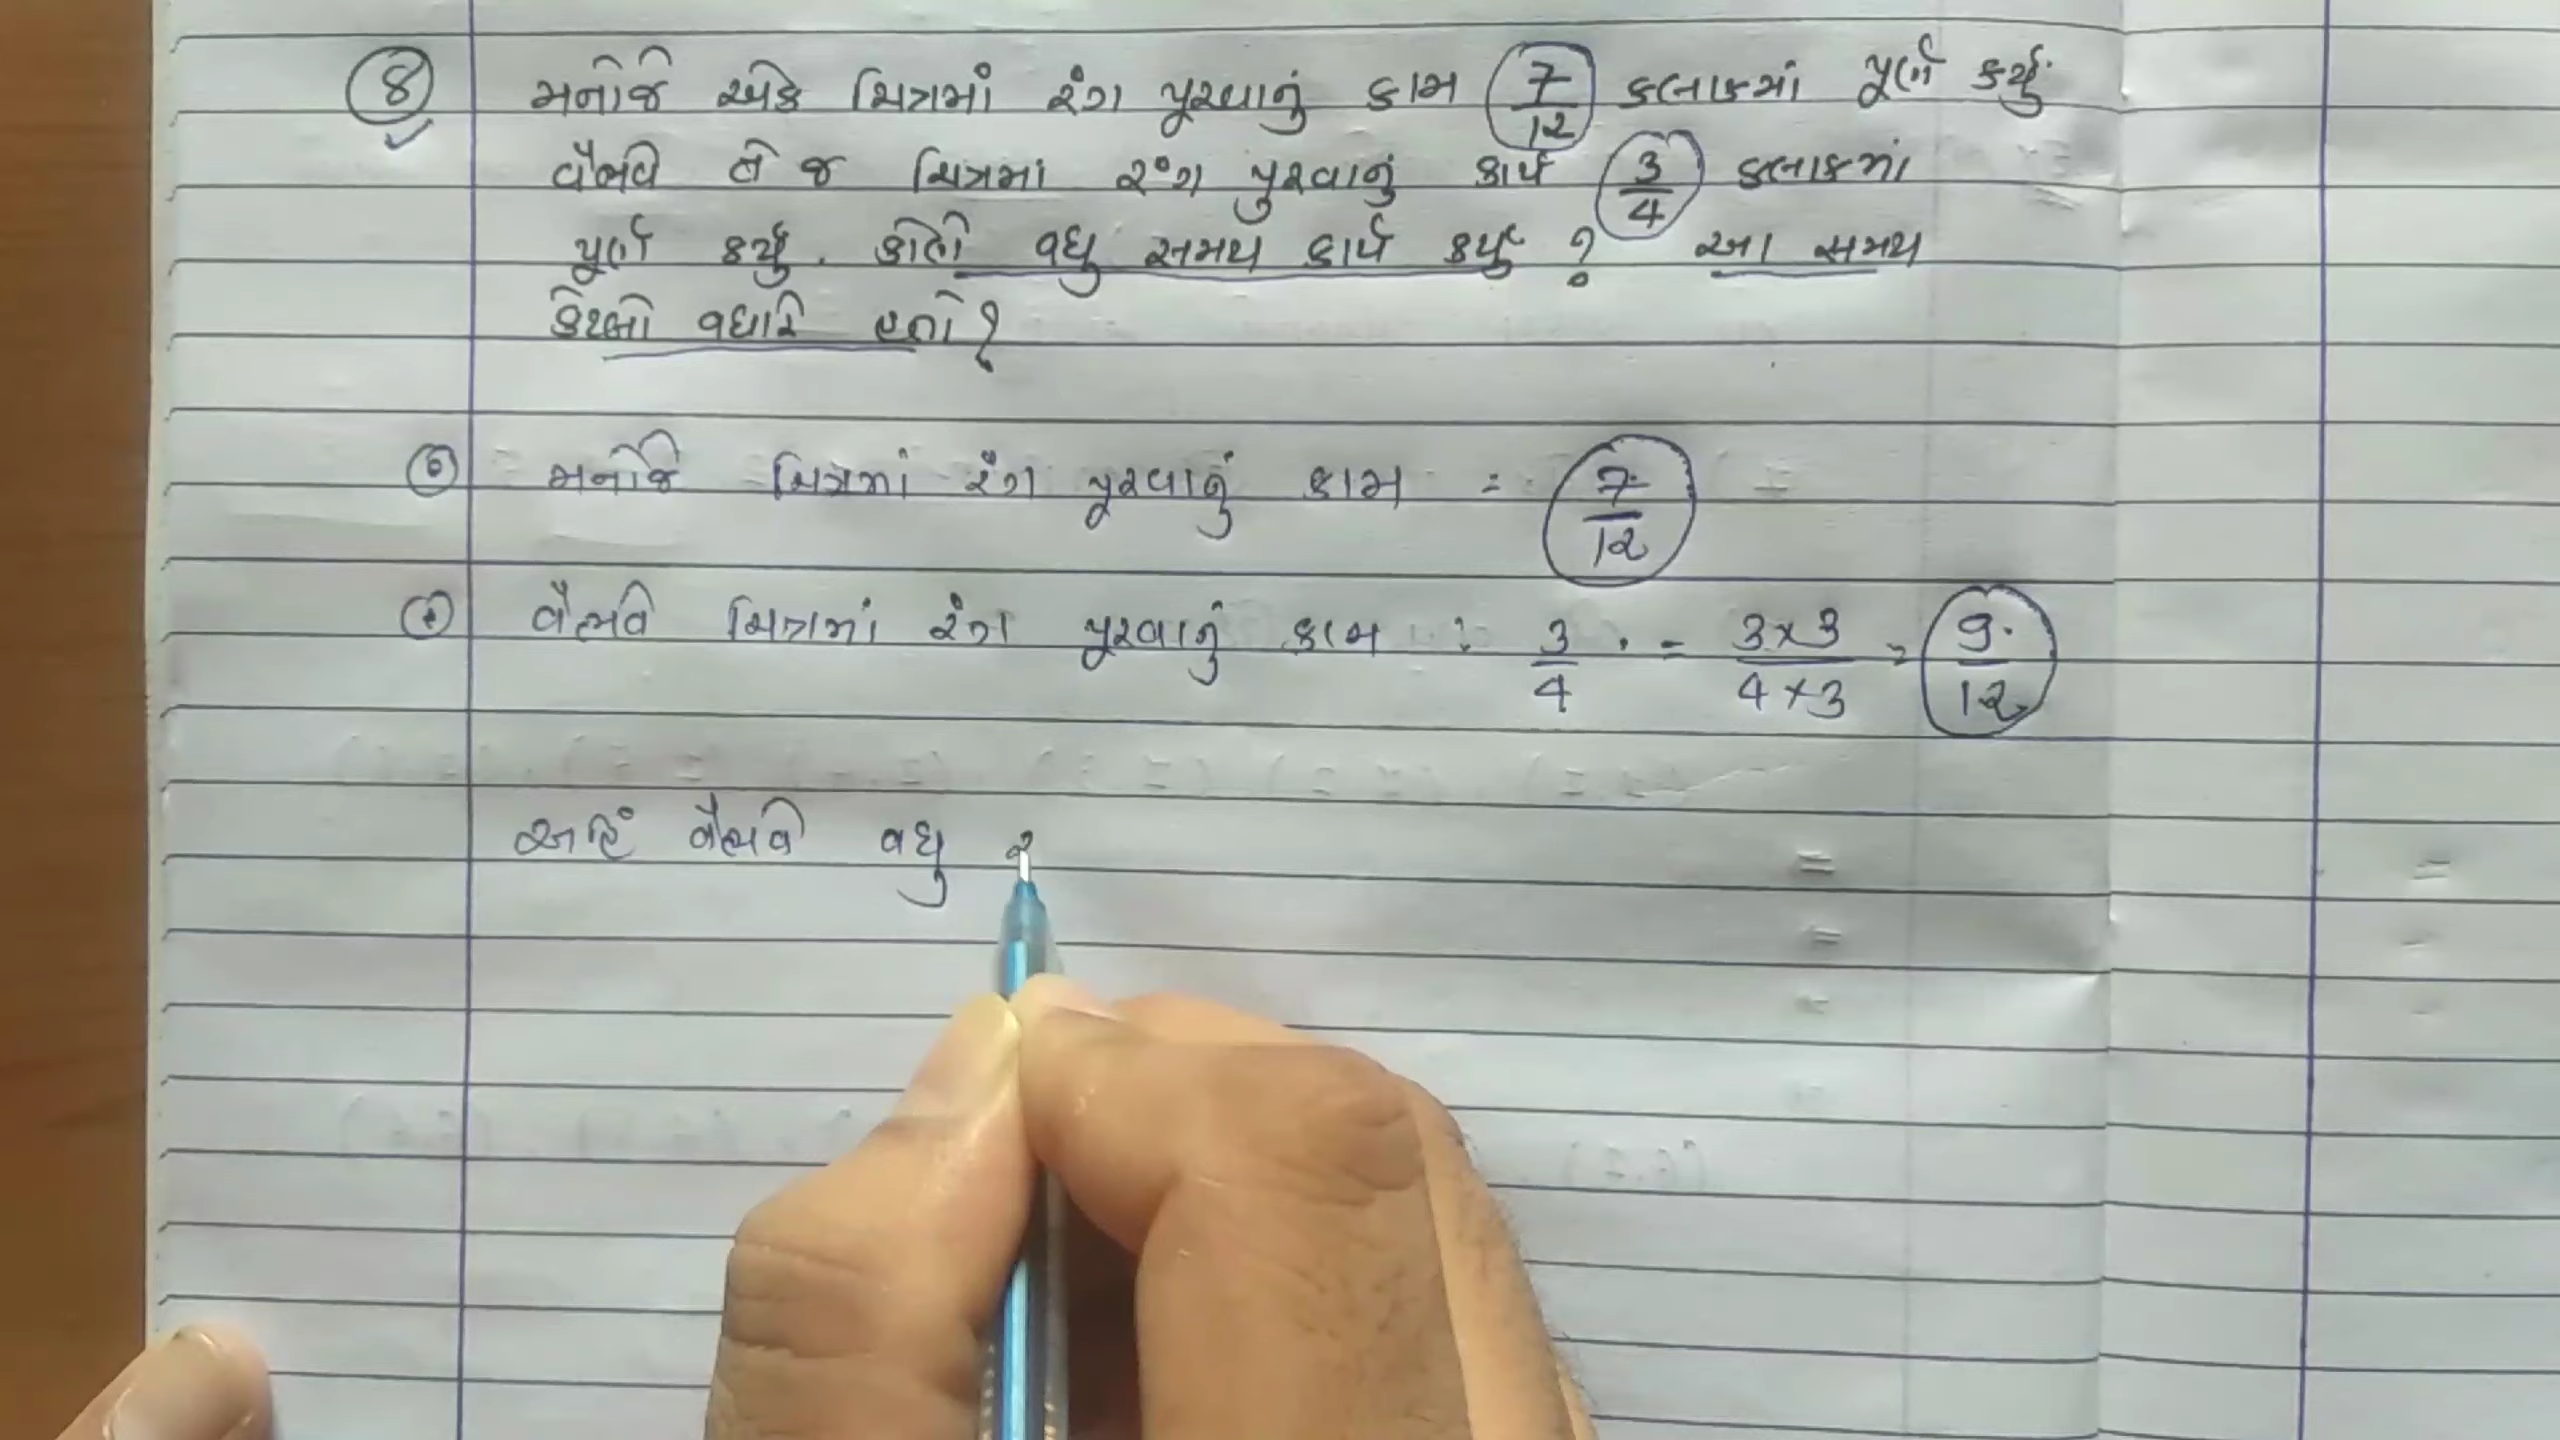 8 મનોજે એક ચિત્રમાં રંગ પૂરવાનું કામ 7/12 કલાકમાં પૂર્ણ કર્યું.
વૈભવે તે જ ચિત્રમાં રંગ પુરવાનું કાર્ય 3/4 કલાકમાં
પૂર્ણ કર્યું. કોણે વધુ સમય કાર્ય કર્યું ? આ સમય
કેટલો વધારે હતો?
મનોજે ચિત્રમાં રંગ પૂરવાનું કામ = 7/12
વૈભવે ચિત્રમાં રંગ પૂરવાનું કામ : 3/4 = 3×3/4×3 = 9/12
અહિં વૈભવે વધુ